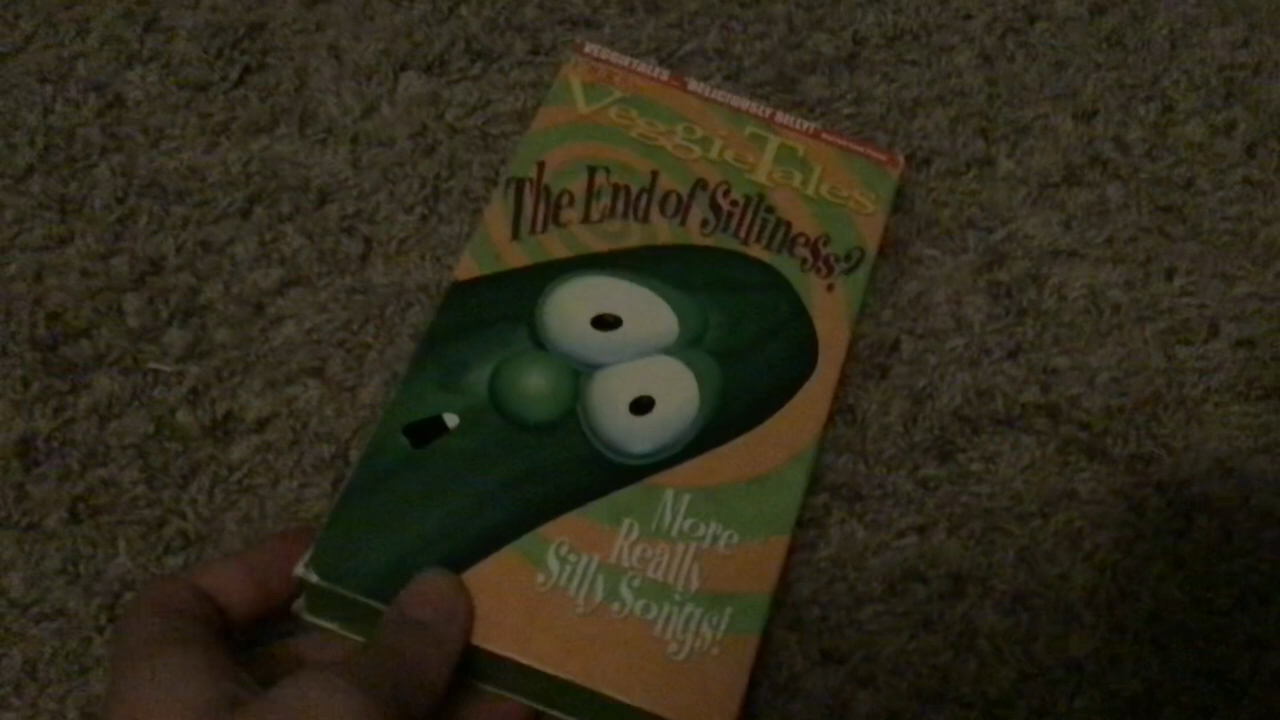 VEGGIETALES "DELICIOUSLY SILLY!"
VeggieTales
The End of Silliness?
More
Really
Silly Songs!